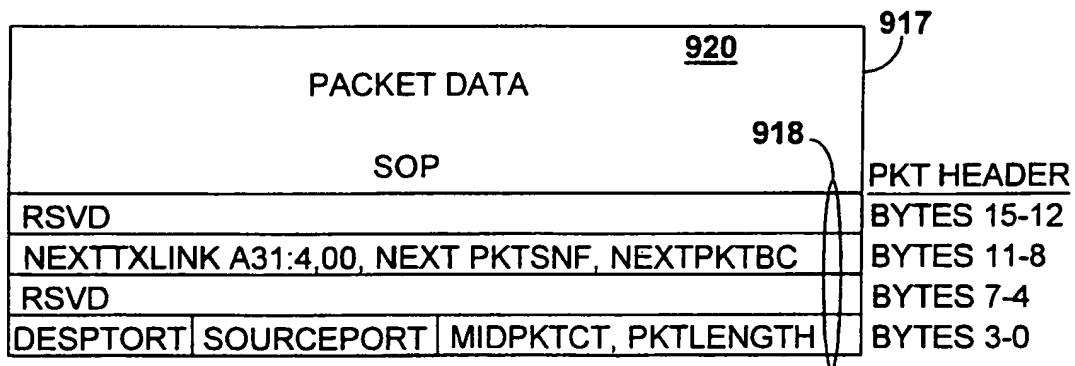 917
920
PACKET DATA
918
SOP
PKT HEADER
RSVD BYTES 15-12
NEXTTXLINK A31:4,00, NEXT PKTSNF, NEXTPKTBC BYTES 11-8
RSVD BYTES 7-4
DESPTORT SOURCEPORT MIDPKTCT, PKTLENGTH BYTES 3-0